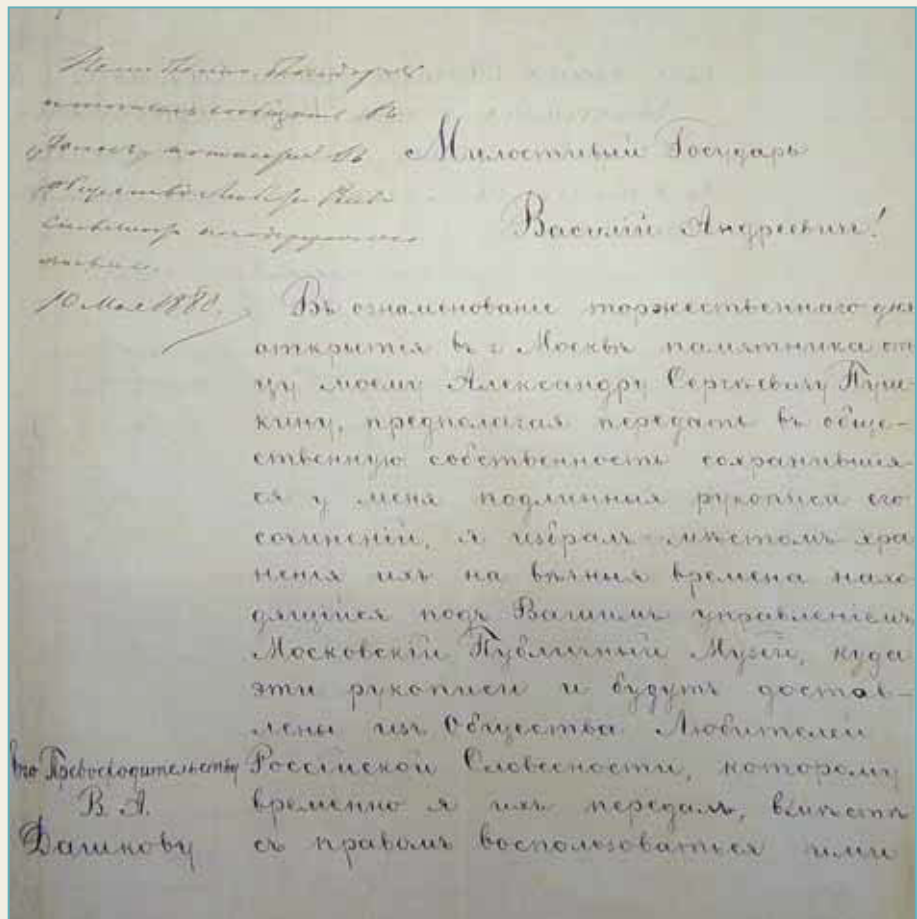 10 Мая 1880.
Милостивый Государь
Василій Андреевичъ!
Въ ознаменованіе торжественнаго дня
открытія въ г. Москвѣ памятника от
цу моему Александру Сергѣевичу Пуш
кину, предполагая передать въ обще-
ственную собственность сохранившія-
ся у меня подлинныя рукописи его
сочиненій, я избралъ мѣстомъ хра
ненія ихъ на вѣчныя времена нахо
дящійся подъ Вашимъ управленіемъ
Московскій Публичный Музей, куда
эти рукописи и будутъ достав-
лены изъ Общества Любителей
Россійской Словесности, которому
временно я ихъ передалъ, вмѣстѣ
съ правомъ воспользоваться ими
Его Превосходительству
В. А.
Дашкову